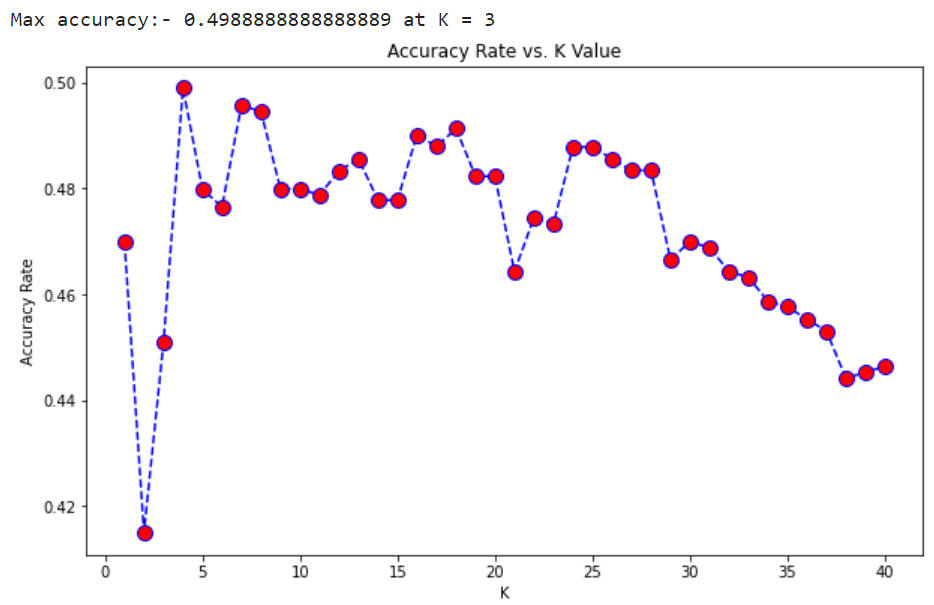 Max accuracy:- 0.4988888888888889 at K = 3
Accuracy Rate vs. K Value
0.50
0.48
0.46
0.44
0.42
Accuracy Rate
0 5 10 15 20 25 30 35 40
K